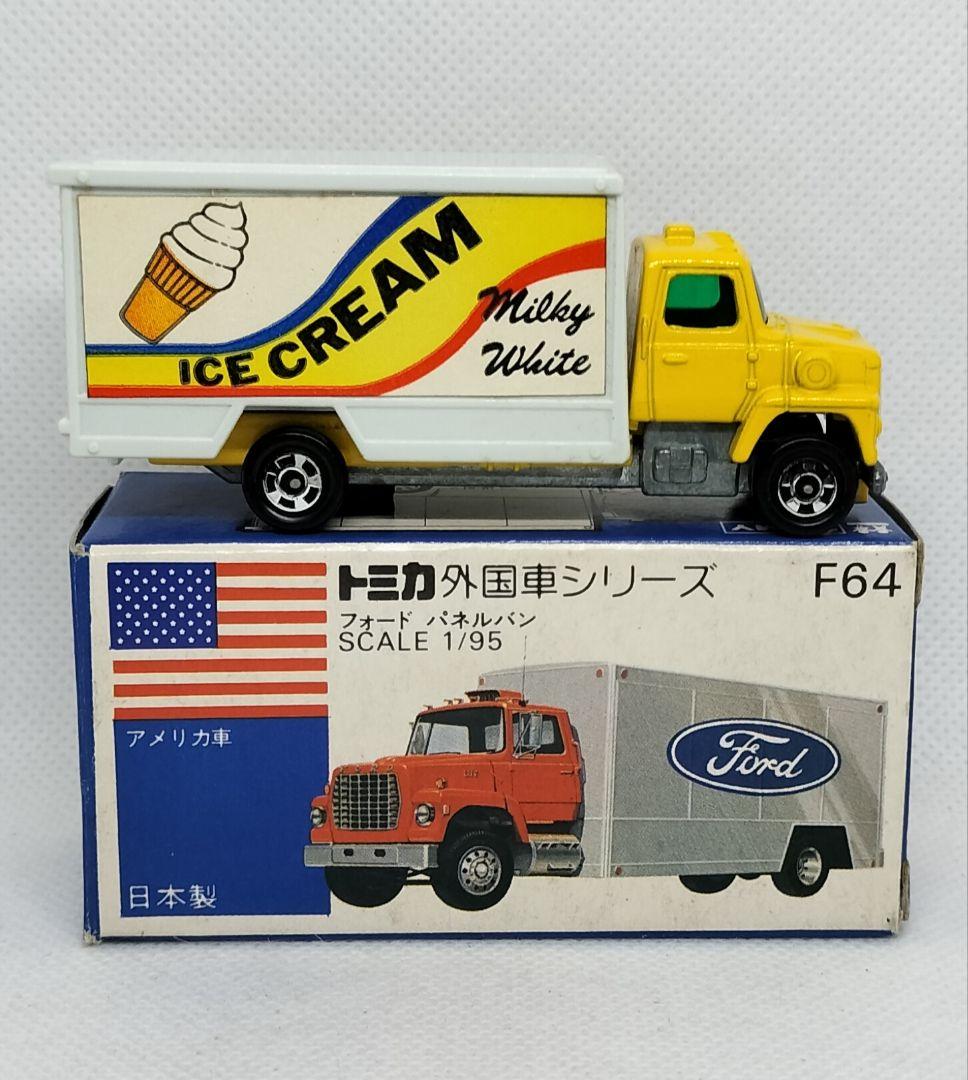 ICE CREAM
Milky
White
トミカ外国車シリーズ F64
フォード パネルバン
SCALE 1/95
アメリカ車
Ford
日本製